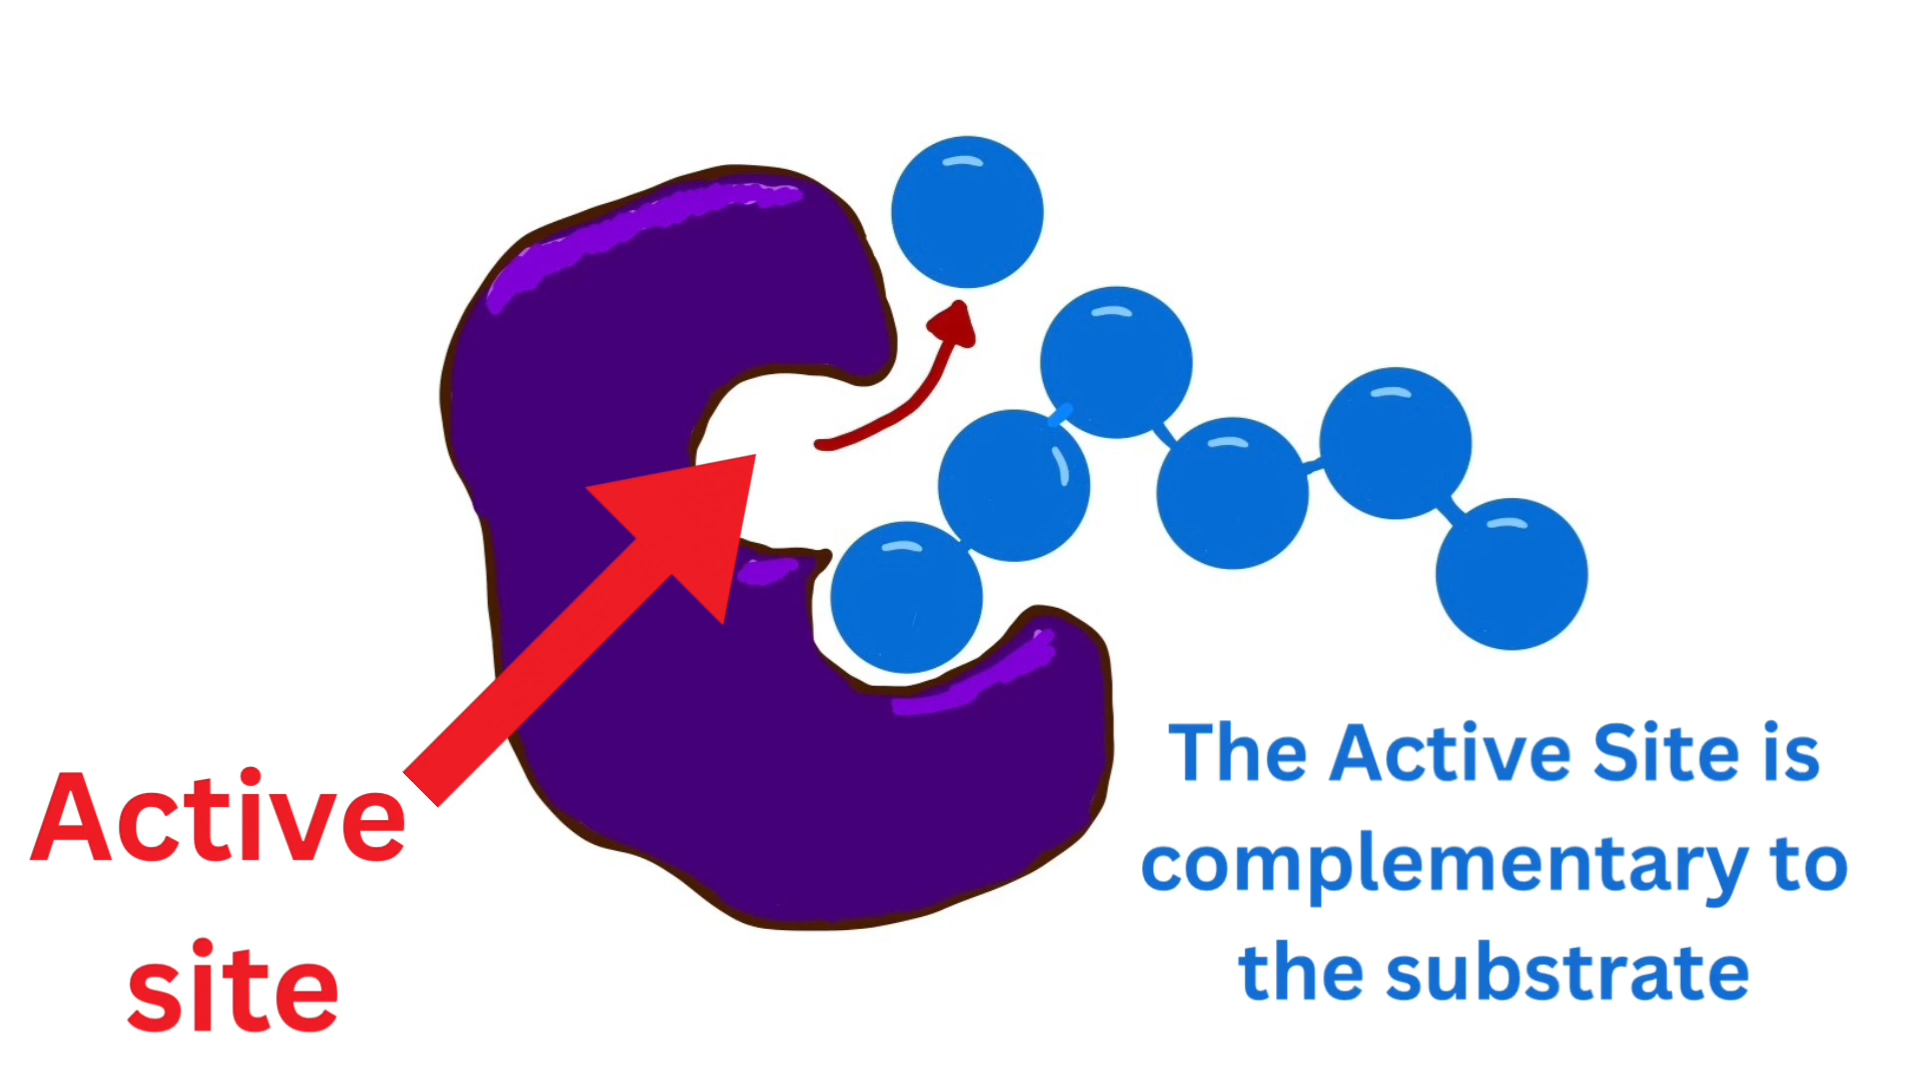 Active
site
The Active Site is
complementary to
the substrate